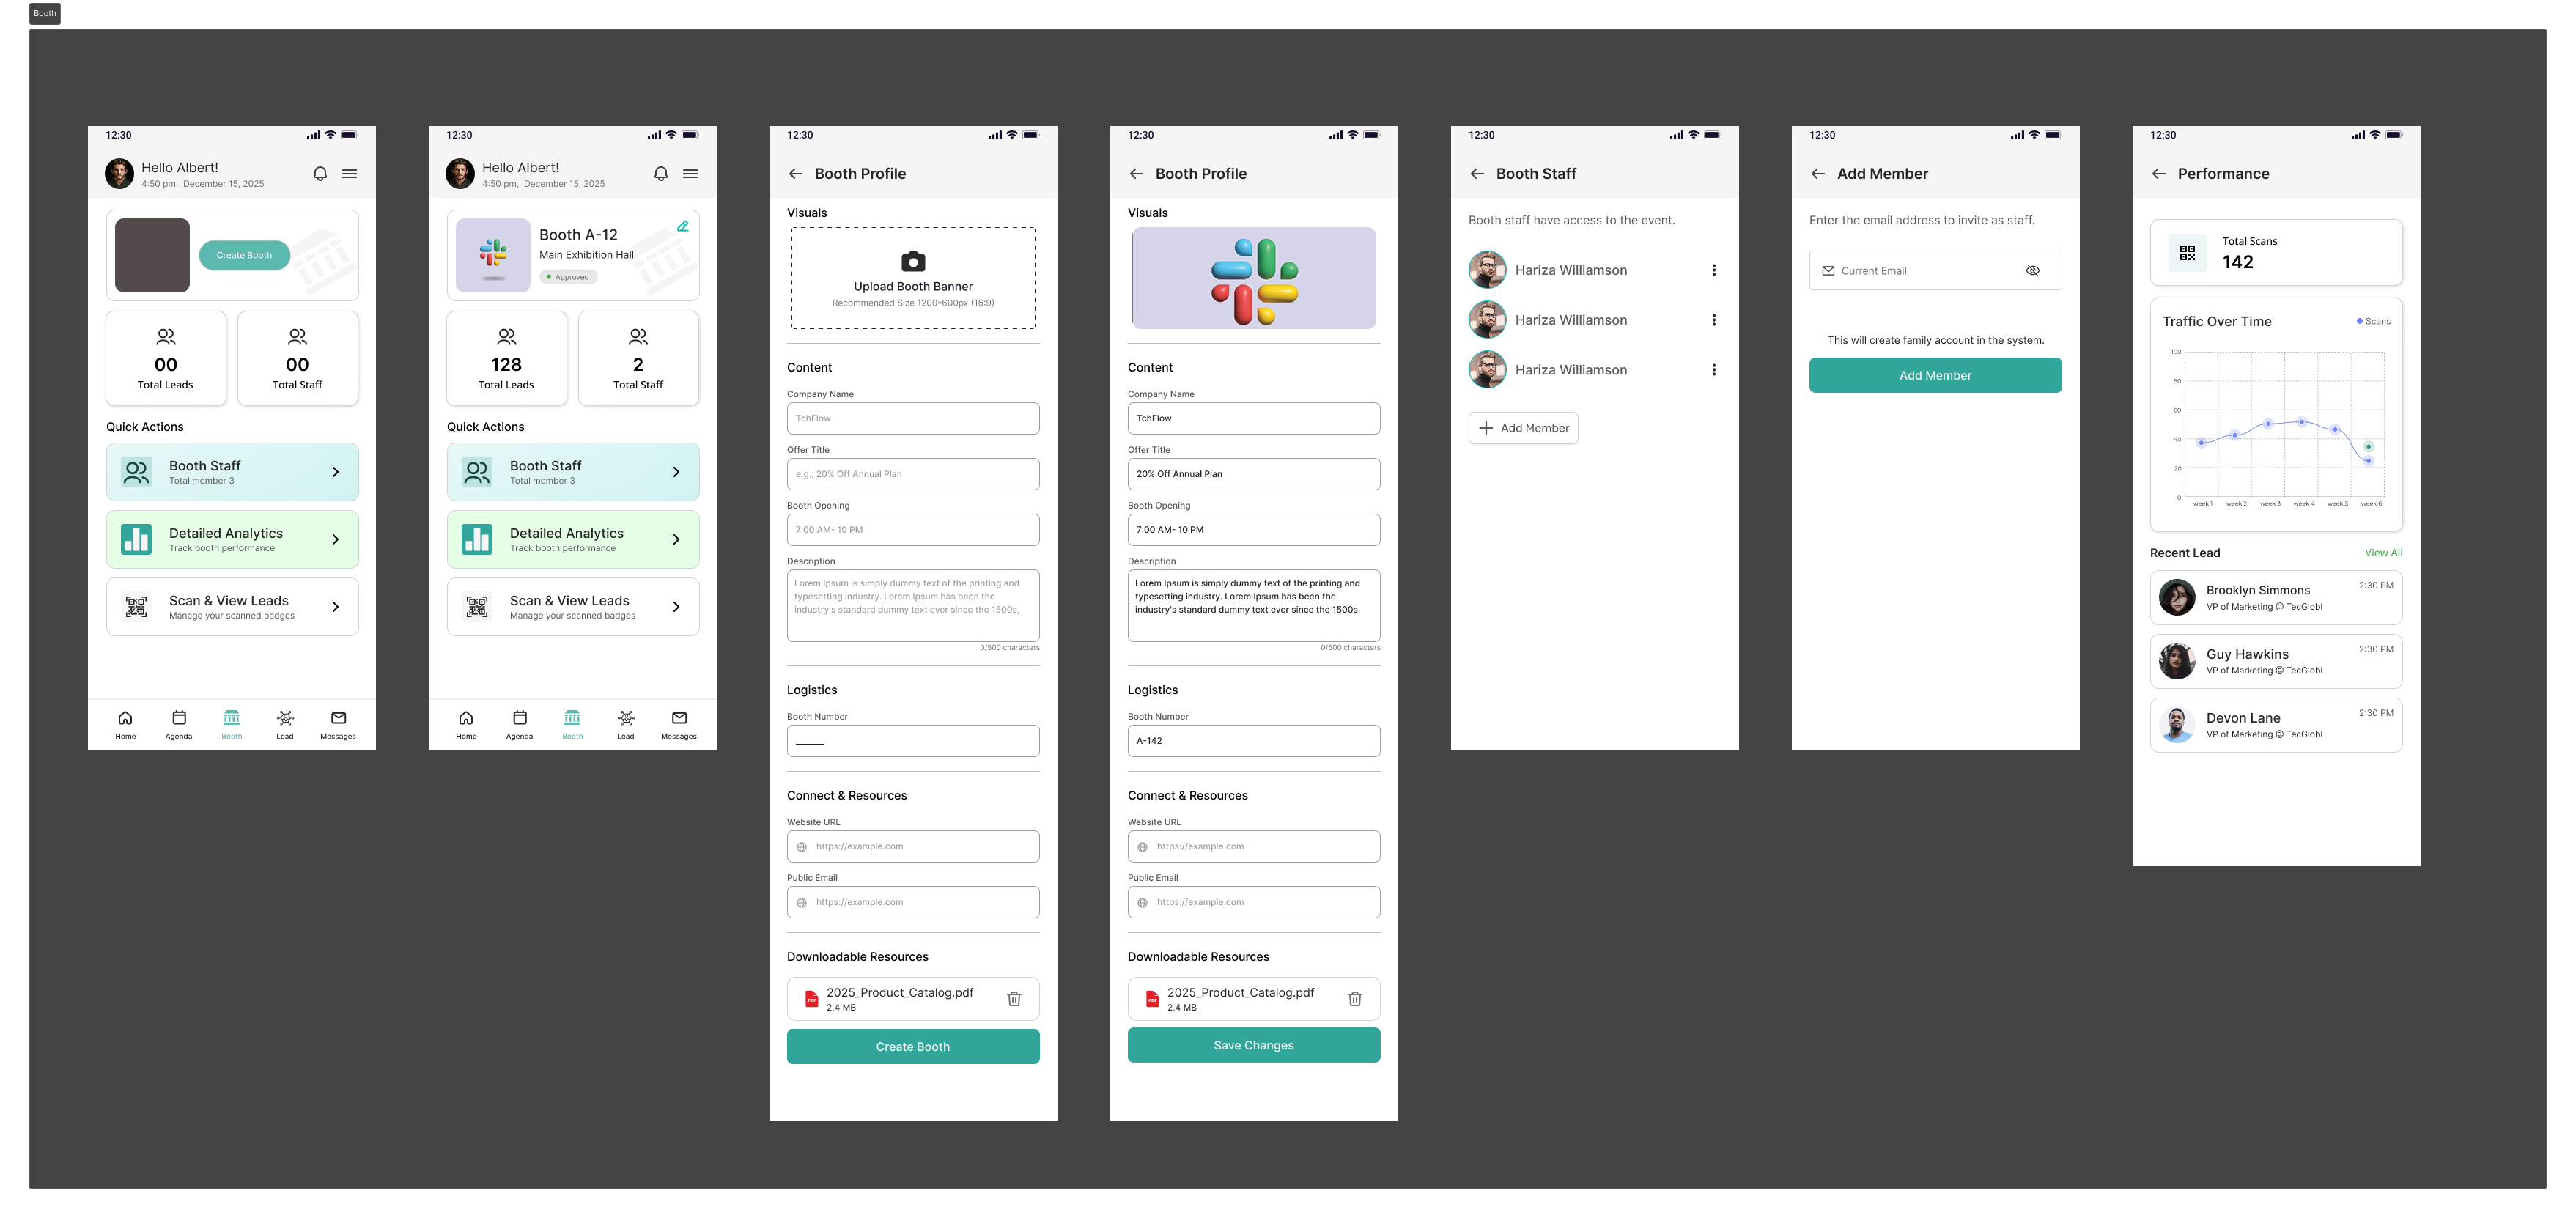 Booth
12:30
Hello Albert!
4:50 pm, December 15, 2025
Create Booth
00
Total Leads
00
Total Staff
Quick Actions
Booth Staff
Total member 3
Detailed Analytics
Track booth performance
Scan & View Leads
Manage your scanned badges
Home
Agenda
Booth
Lead
Messages
12:30
Hello Albert!
4:50 pm, December 15, 2025
Booth A-12
Main Exhibition Hall
Approved
128
Total Leads
2
Total Staff
Quick Actions
Booth Staff
Total member 3
Detailed Analytics
Track booth performance
Scan & View Leads
Manage your scanned badges
Home
Agenda
Booth
Lead
Messages
12:30
Booth Profile
Visuals
Upload Booth Banner
Recommended Size 1200*600px (16:9)
Content
Company Name
TchFlow
Offer Title
e.g., 20% Off Annual Plan
Booth Opening
7:00 AM- 10 PM
Description
Lorem Ipsum is simply dummy text of the printing and
typesetting industry. Lorem Ipsum has been the
industry's standard dummy text ever since the 1500s,
0/500 characters
Logistics
Booth Number
Connect & Resources
Website URL
https://example.com
Public Email
https://example.com
Downloadable Resources
PDF
2025_Product_Catalog.pdf
2.4 MB
Create Booth
12:30
Booth Profile
Visuals
Content
Company Name
TchFlow
Offer Title
20% Off Annual Plan
Booth Opening
7:00 AM- 10 PM
Description
Lorem Ipsum is simply dummy text of the printing and
typesetting industry. Lorem Ipsum has been the
industry's standard dummy text ever since the 1500s,
0/500 characters
Logistics
Booth Number
A-142
Connect & Resources
Website URL
https://example.com
Public Email
https://example.com
Downloadable Resources
PDF
2025_Product_Catalog.pdf
2.4 MB
Save Changes
12:30
Booth Staff
Booth staff have access to the event.
Hariza Williamson
Hariza Williamson
Hariza Williamson
Add Member
12:30
Add Member
Enter the email address to invite as staff.
Current Email
This will create family account in the system.
Add Member
12:30
Performance
Total Scans
142
Traffic Over Time
Scans
100
80
60
40
20
0
week 1
week 2
week 3
week 4
week 5
week 6
Recent Lead
View All
Brooklyn Simmons
2:30 PM
VP of Marketing @ TecGlobl
Guy Hawkins
2:30 PM
VP of Marketing @ TecGlobl
Devon Lane
2:30 PM
VP of Marketing @ TecGlobl